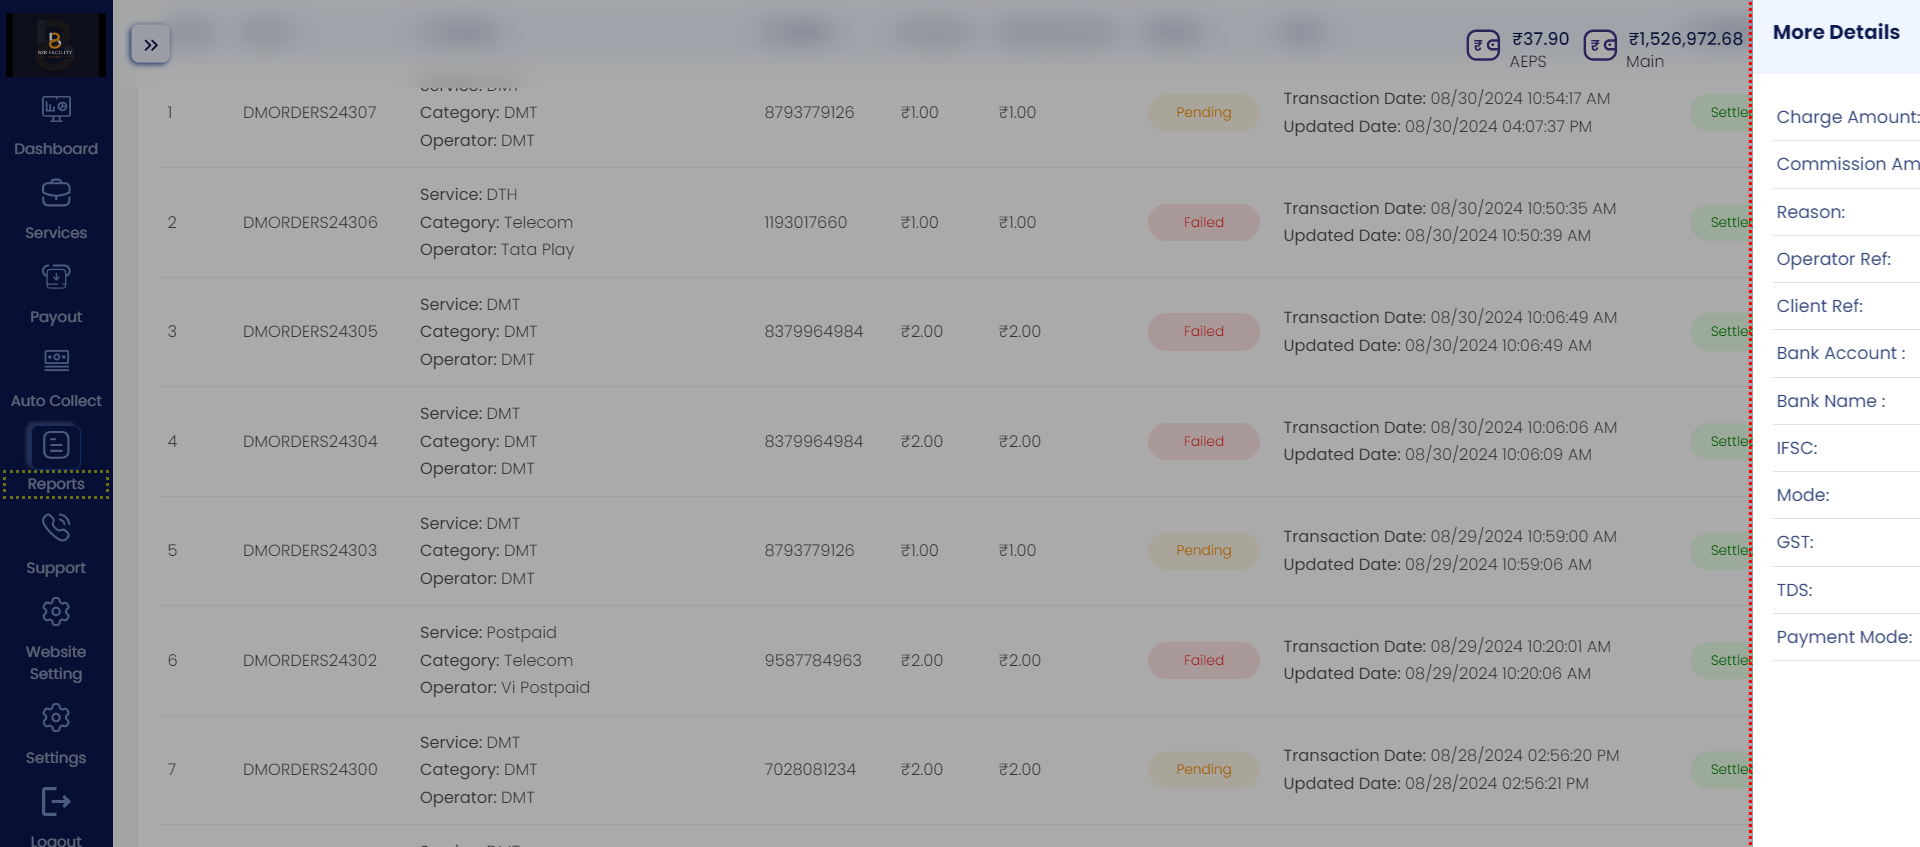 B2B FACILITY
Dashboard
Services
Payout
Auto Collect
Reports
Support
Website
Setting
Settings
Logout
₹37.90
AEPS
₹1,526,972.68
Main
Service: DMT
1 DMORDERS24307 Category: DMT 8793779126 ₹1.00 ₹1.00 Pending Transaction Date: 08/30/2024 10:54:17 AM Settle
Operator: DMT Updated Date: 08/30/2024 04:07:37 PM
Service: DTH
2 DMORDERS24306 Category: Telecom 1193017660 ₹1.00 ₹1.00 Failed Transaction Date: 08/30/2024 10:50:35 AM Settle
Operator: Tata Play Updated Date: 08/30/2024 10:50:39 AM
Service: DMT
3 DMORDERS24305 Category: DMT 8379964984 ₹2.00 ₹2.00 Failed Transaction Date: 08/30/2024 10:06:49 AM Settle
Operator: DMT Updated Date: 08/30/2024 10:06:49 AM
Service: DMT
4 DMORDERS24304 Category: DMT 8379964984 ₹2.00 ₹2.00 Failed Transaction Date: 08/30/2024 10:06:06 AM Settle
Operator: DMT Updated Date: 08/30/2024 10:06:09 AM
Service: DMT
5 DMORDERS24303 Category: DMT 8793779126 ₹1.00 ₹1.00 Pending Transaction Date: 08/29/2024 10:59:00 AM Settle
Operator: DMT Updated Date: 08/29/2024 10:59:06 AM
Service: Postpaid
6 DMORDERS24302 Category: Telecom 9587784963 ₹2.00 ₹2.00 Failed Transaction Date: 08/29/2024 10:20:01 AM Settle
Operator: Vi Postpaid Updated Date: 08/29/2024 10:20:06 AM
Service: DMT
7 DMORDERS24300 Category: DMT 7028081234 ₹2.00 ₹2.00 Pending Transaction Date: 08/28/2024 02:56:20 PM Settle
Operator: DMT Updated Date: 08/28/2024 02:56:21 PM
More Details
Charge Amount:
Commission Am
Reason:
Operator Ref:
Client Ref:
Bank Account :
Bank Name :
IFSC:
Mode:
GST:
TDS:
Payment Mode: